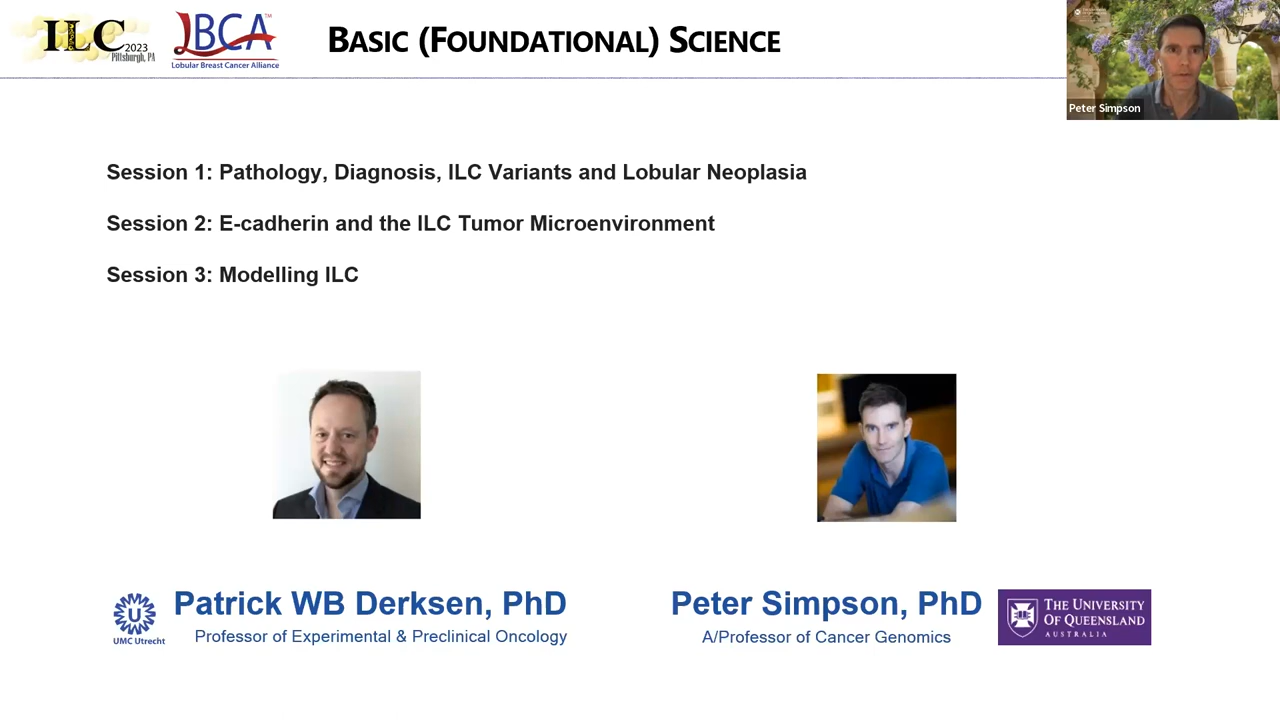 ILC 2023
Pittsburgh, PA
LBCA™
Lobular Breast Cancer Alliance
BASIC (FOUNDATIONAL) SCIENCE
Peter Simpson
Session 1: Pathology, Diagnosis, ILC Variants and Lobular Neoplasia
Session 2: E-cadherin and the ILC Tumor Microenvironment
Session 3: Modelling ILC
UMC Utrecht
Patrick WB Derksen, PhD
Professor of Experimental & Preclinical Oncology
Peter Simpson, PhD
A/Professor of Cancer Genomics
THE UNIVERSITY
OF QUEENSLAND
AUSTRALIA